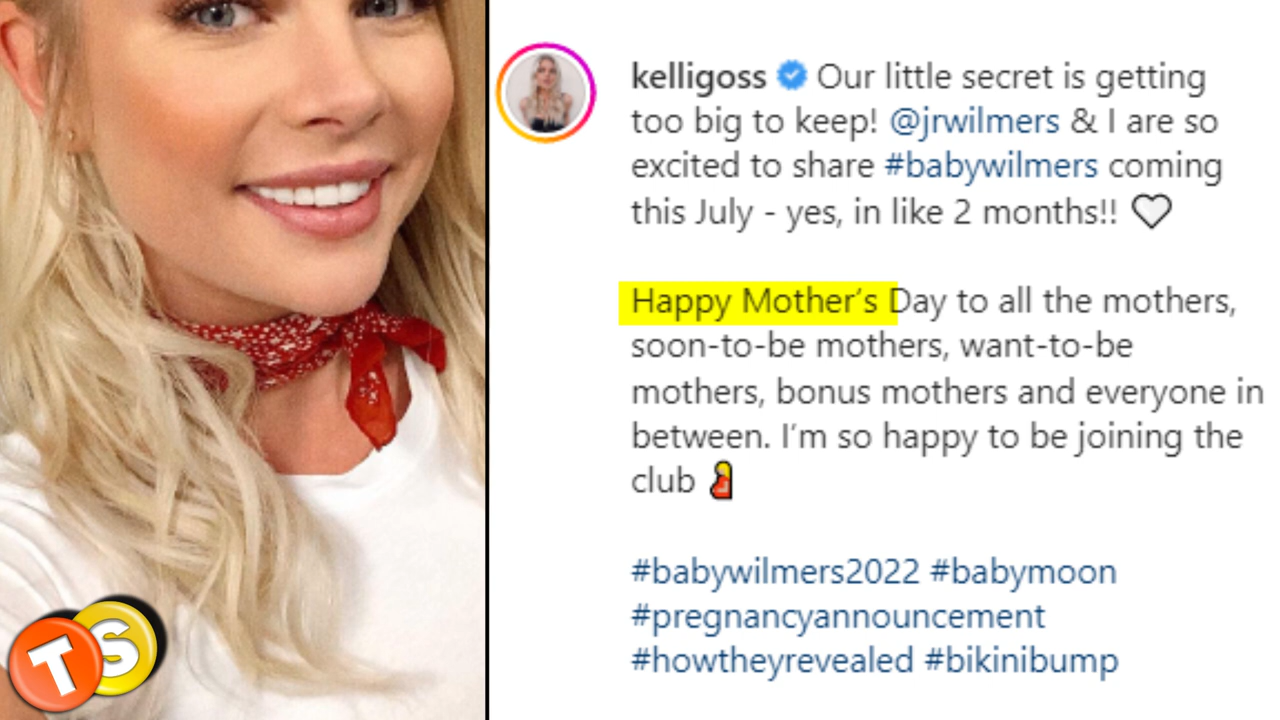 kelligoss Our little secret is getting
too big to keep! @jrwilmers & I are so
excited to share #babywilmers coming
this July - yes, in like 2 months!! 🤍
Happy Mother’s Day to all the mothers,
soon-to-be mothers, want-to-be
mothers, bonus mothers and everyone in
between. I’m so happy to be joining the
club
#babywilmers2022 #babymoon
#pregnancyannouncement
#howtheyrevealed #bikinibump
TS